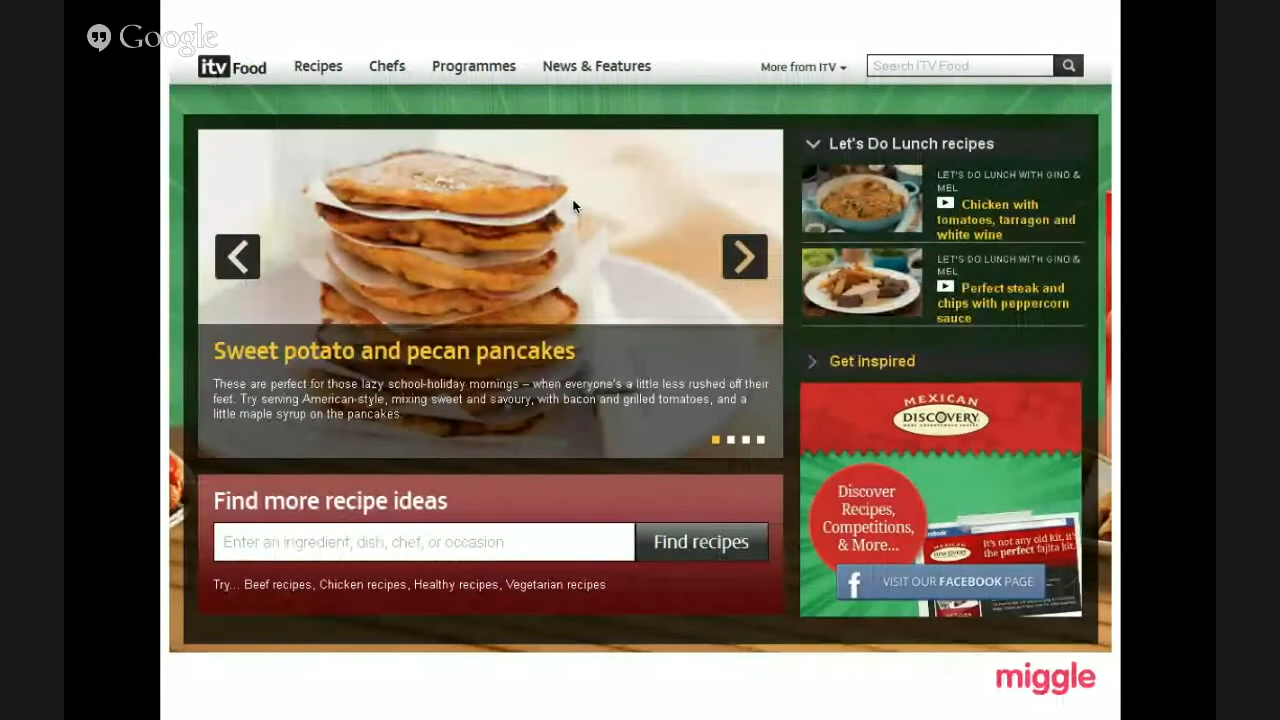 Google
itv Food
Recipes
Chefs
Programmes
News & Features
More from ITV
Search ITV Food
Sweet potato and pecan pancakes
These are perfect for those lazy school-holiday mornings – when everyone's a little less rushed off their
feet. Try serving American-style, mixing sweet and savoury, with bacon and grilled tomatoes, and a
little maple syrup on the pancakes.
Find more recipe ideas
Enter an ingredient, dish, chef, or occasion
Find recipes
Try... Beef recipes, Chicken recipes, Healthy recipes, Vegetarian recipes
Let's Do Lunch recipes
LET'S DO LUNCH WITH GINO &
MEL
Chicken with
tomatoes, tarragon and
white wine
LET'S DO LUNCH WITH GINO &
MEL
Perfect steak and
chips with peppercorn
sauce
Get inspired
MEXICAN
DISCOVERY
Discover
Recipes,
Competitions,
& More...
MEXICAN
DISCOVERY
It's not any old kit, it's
the perfect fajita kit.
f VISIT OUR FACEBOOK PAGE
miggle